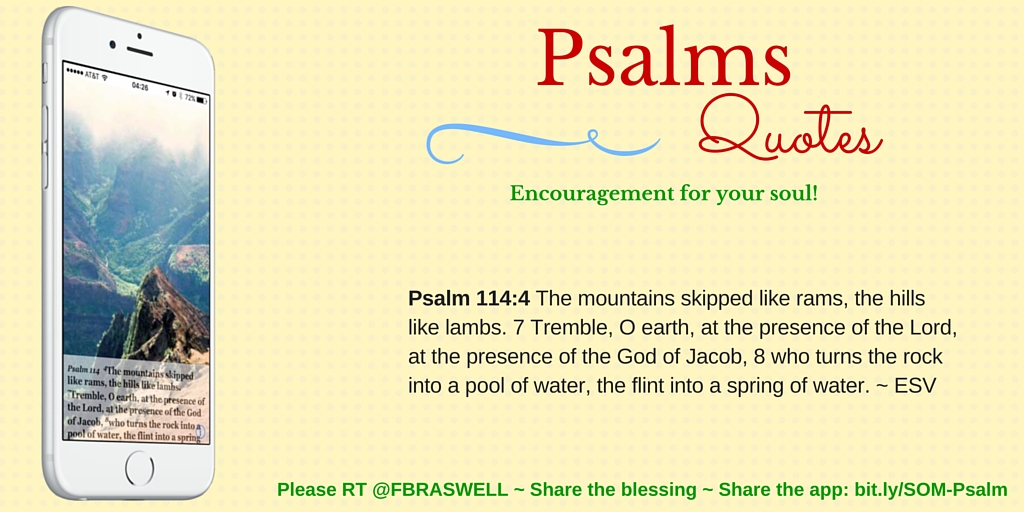 AT&T
04:26
72%
Psalm 114 ⁴The mountains skipped
like rams, the hills like lambs.
⁷Tremble, O earth, at the presence of
the Lord, at the presence of the God
of Jacob, ⁸who turns the rock into a
pool of water, the flint into a spring
Psalms
Quotes
Encouragement for your soul!
Psalm 114:4 The mountains skipped like rams, the hills
like lambs. 7 Tremble, O earth, at the presence of the Lord,
at the presence of the God of Jacob, 8 who turns the rock
into a pool of water, the flint into a spring of water. ~ ESV
Please RT @FBRASWELL ~ Share the blessing ~ Share the app: bit.ly/SOM-Psalm